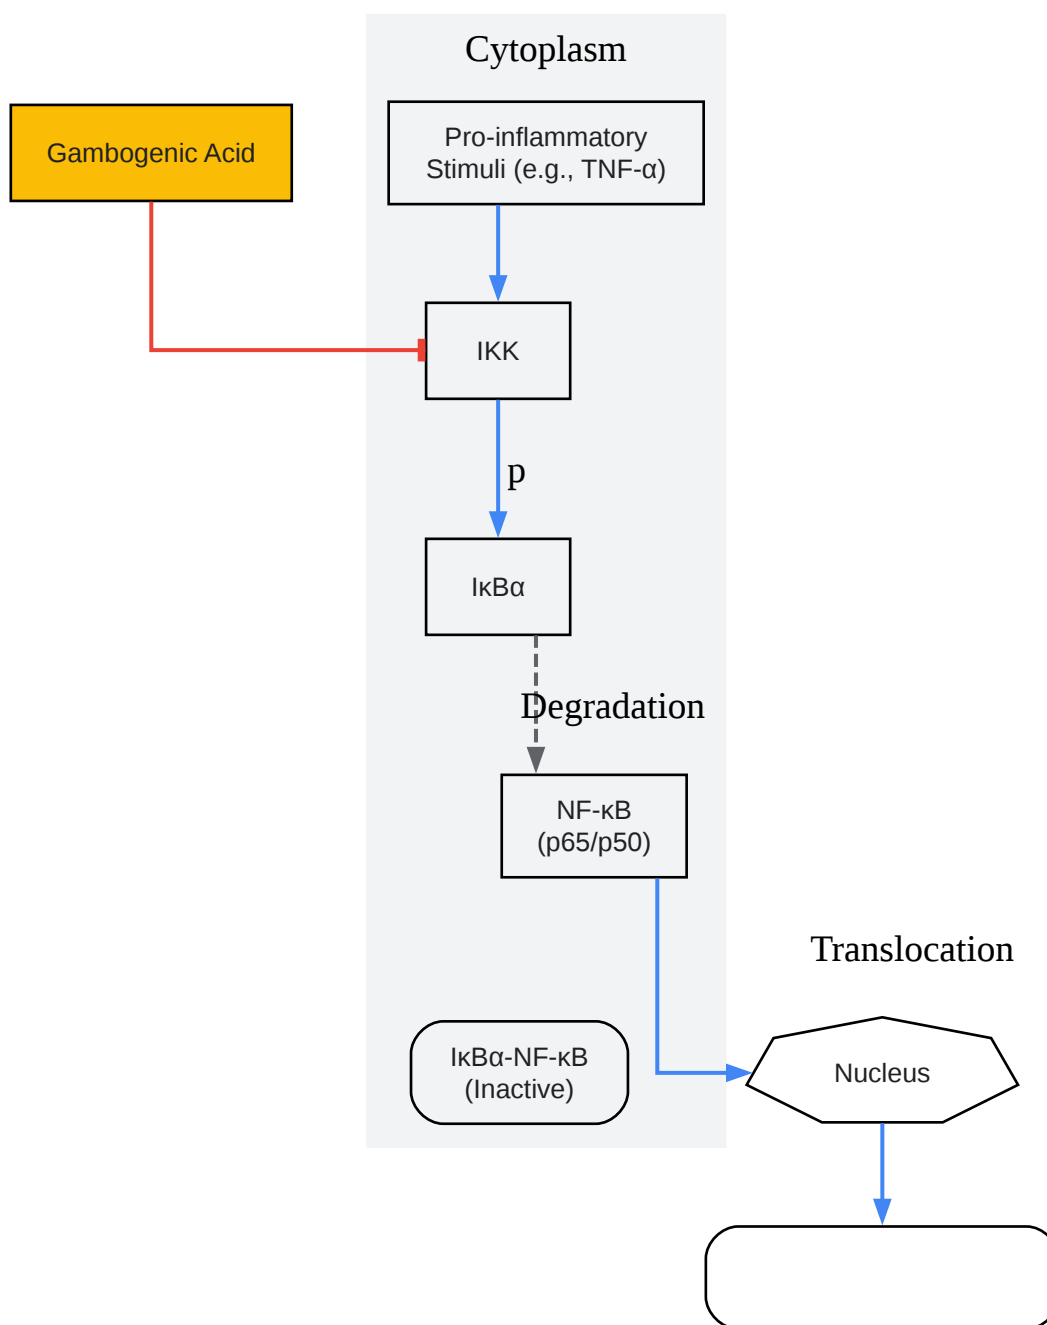 Cytoplasm
Gambogenic Acid
Pro-inflammatory
Stimuli (e.g., TNF-α)
IKK
p
IκBα
Degradation
NF-κB
(p65/p50)
Translocation
IκBα-NF-κB
(Inactive)
Nucleus